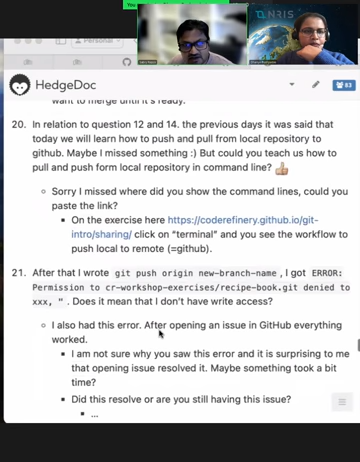 Personal
NRIS
HedgeDoc
63
want to merge until it's ready.
20. In relation to question 12 and 14. the previous days it was said that
today we will learn how to push and pull from local repository to
github. Maybe I missed something :) But could you teach us how to
pull and push form local repository in command line? 👍
Sorry I missed where did you show the command lines, could you
paste the link?
On the exercise here https://coderefinery.github.io/git-
intro/sharing/ click on "terminal" and you see the workflow to
push local to remote (=github).
21. After that I wrote git push origin new-branch-name , I got ERROR:
Permission to cr-workshop-exercises/recipe-book.git denied to
xxx, " . Does it mean that I don't have write access?
I also had this error. After opening an issue in GitHub everything
worked.
I am not sure why you saw this error and it is surprising to me
that opening issue resolved it. Maybe something took a bit
time?
Did this resolve or are you still having this issue?
...